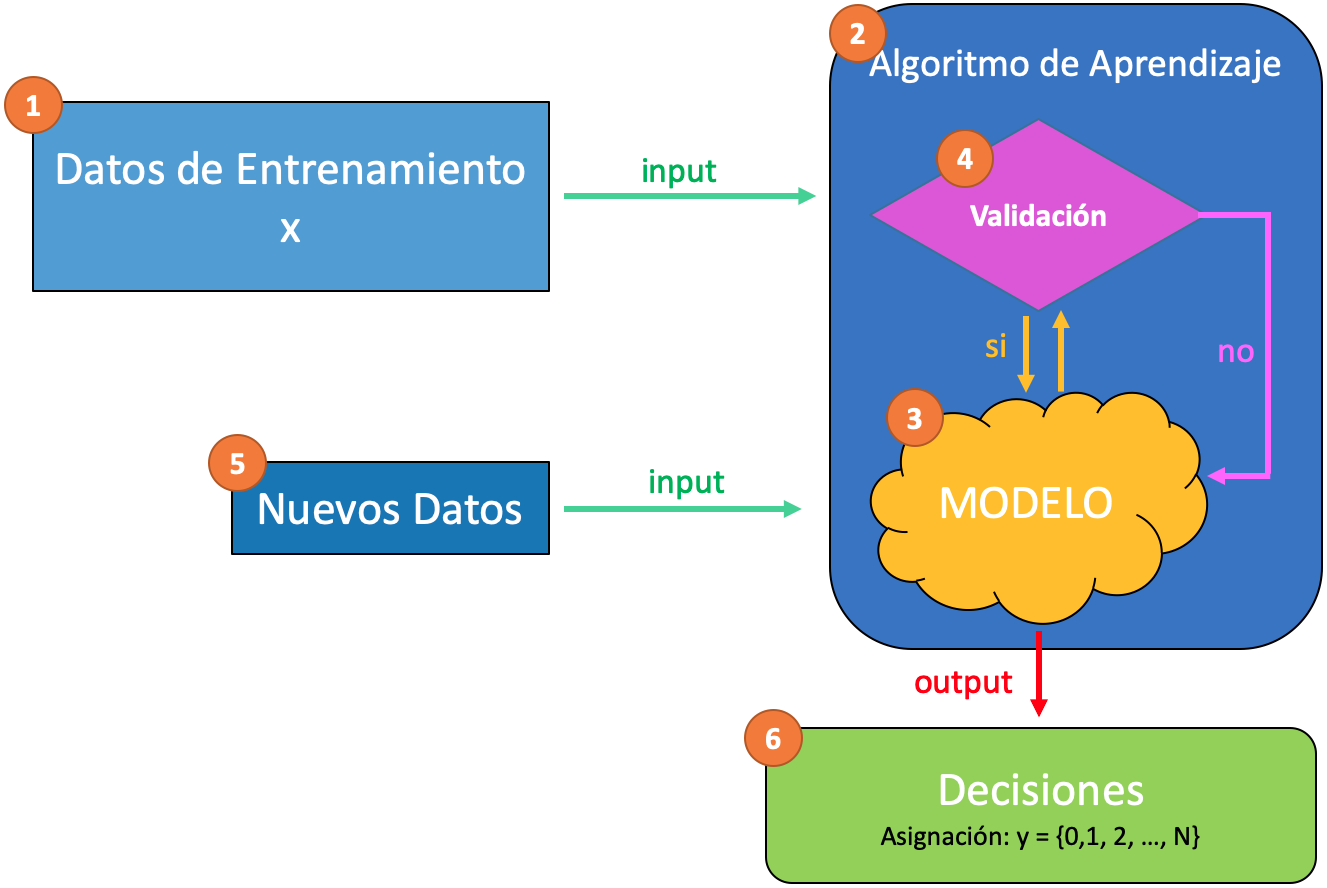 1
Datos de Entrenamiento
X
input
2
Algoritmo de Aprendizaje
4
Validación
si
no
3
MODELO
5
Nuevos Datos
input
output
6
Decisiones
Asignación: y = {0,1, 2, ..., N}